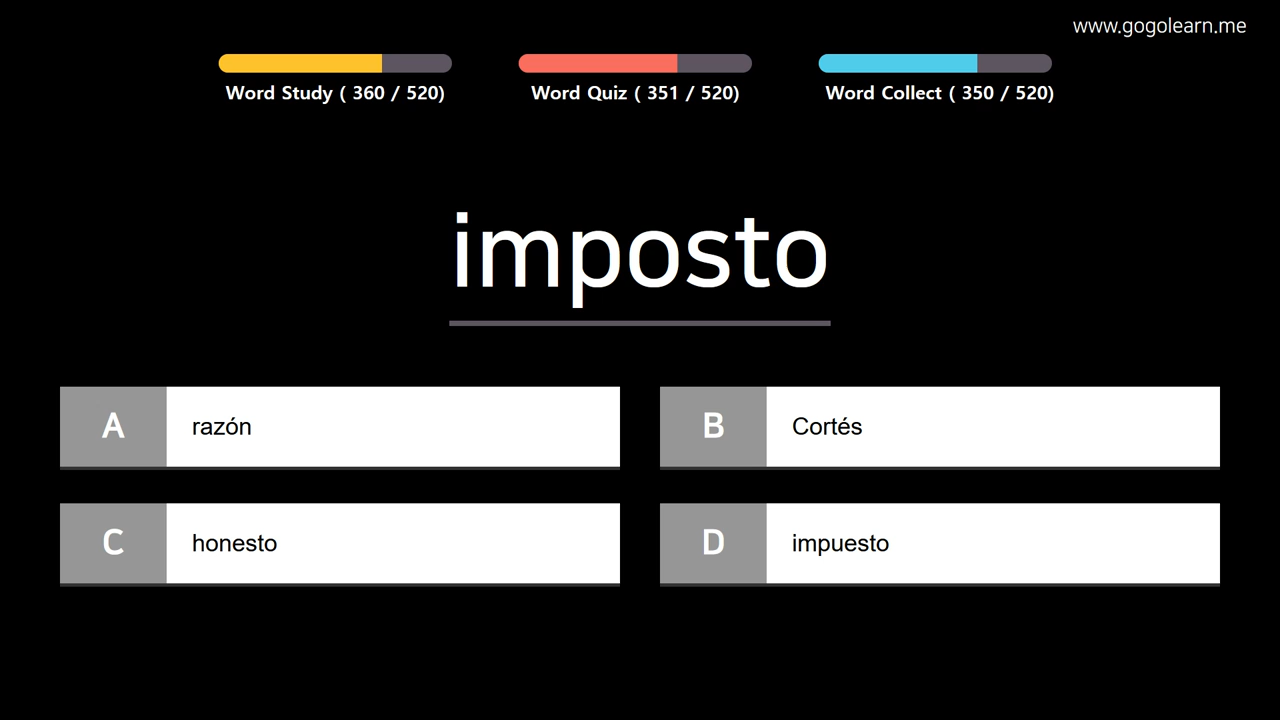 www.gogolearn.me
Word Study ( 360 / 520)
Word Quiz ( 351 / 520)
Word Collect ( 350 / 520)
imposto
A razón
B Cortés
C honesto
D impuesto